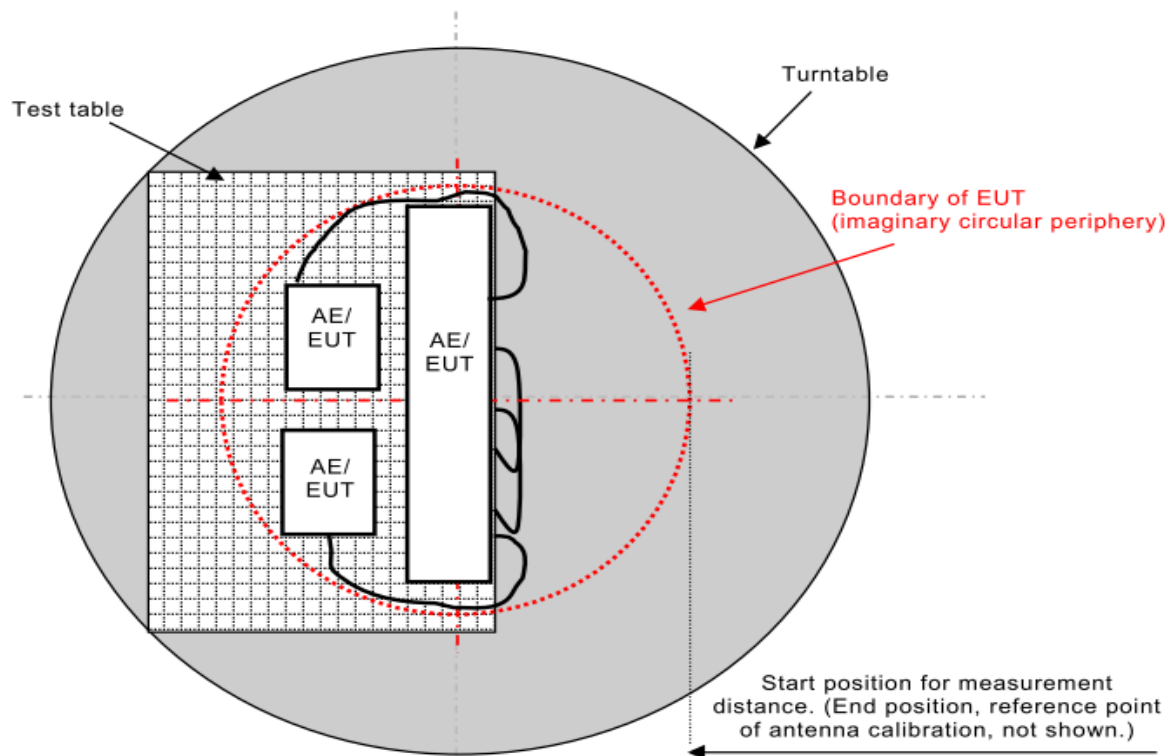 Turntable
Test table
Boundary of EUT
(imaginary circular periphery)
AE/
EUT
AE/
EUT
AE/
EUT
Start position for measurement
distance. (End position, reference point
of antenna calibration, not shown.)